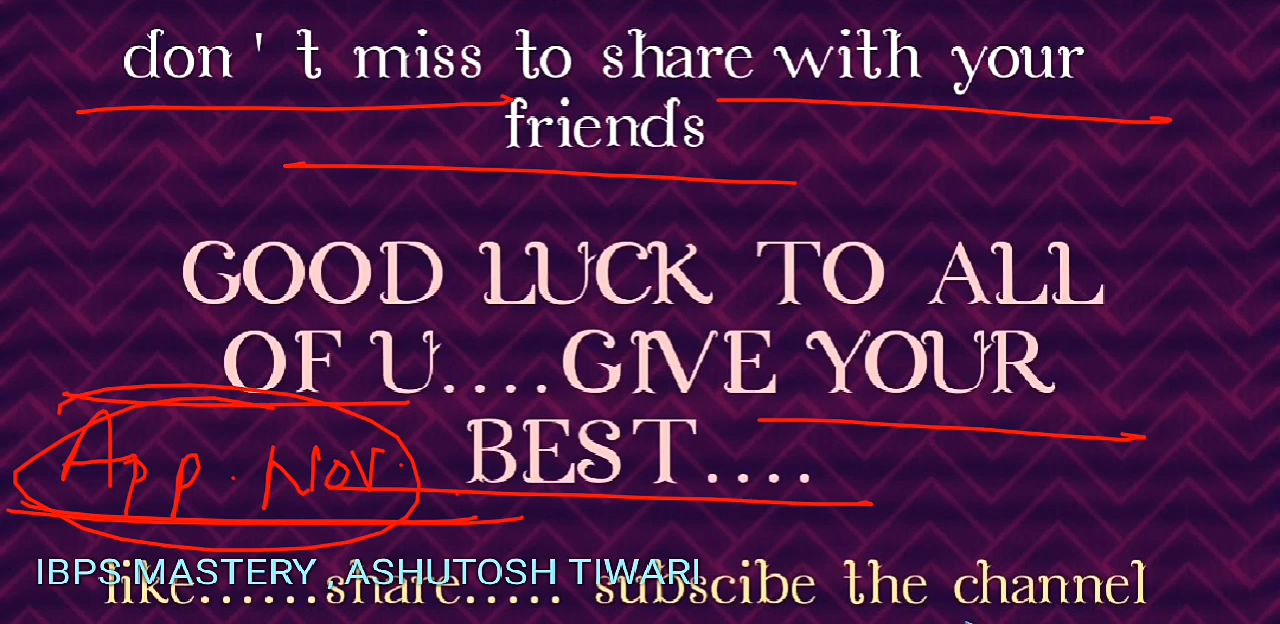 don ' t miss to share with your
friends
GOOD LUCK TO ALL
OF U....GIVE YOUR
BEST....
App. Nov.
IBPS MASTERY , ASHUTOSH TIWARI
like......share..... subscibe the channel